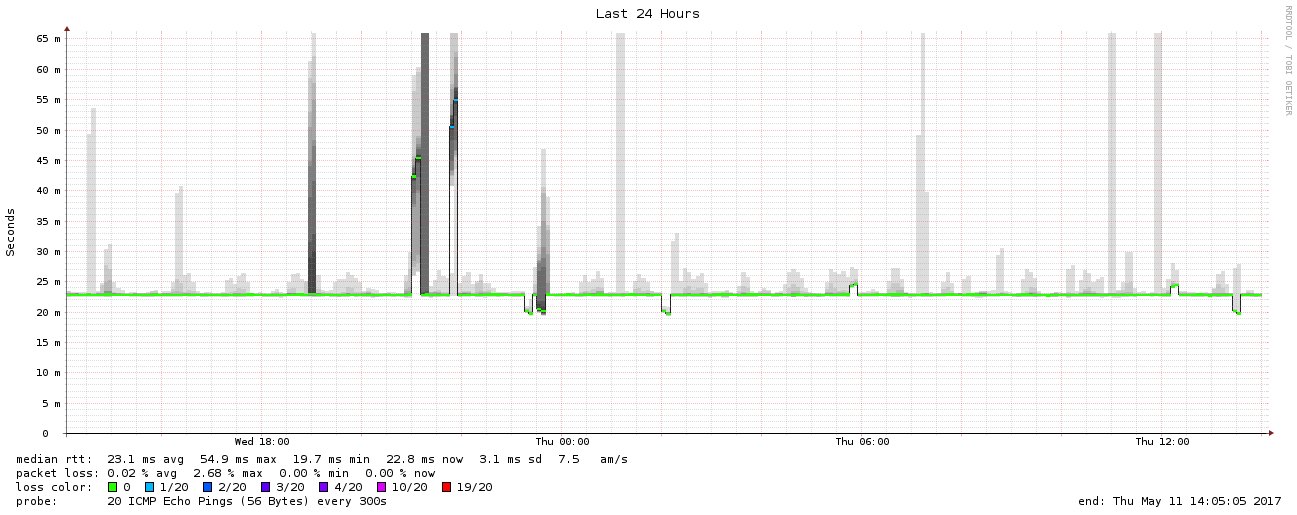 Last 24 Hours
RRDTOOL / TOBI OETIKER
Seconds
65 m
60 m
55 m
50 m
45 m
40 m
35 m
30 m
25 m
20 m
15 m
10 m
5 m
0
Wed 18:00 Thu 00:00 Thu 06:00 Thu 12:00
median rtt: 23.1 ms avg 54.9 ms max 19.7 ms min 22.8 ms now 3.1 ms sd 7.5 am/s
packet loss: 0.02 % avg 2.68 % max 0.00 % min 0.00 % now
loss color: 0 1/20 2/20 3/20 4/20 10/20 19/20
probe: 20 ICMP Echo Pings (56 Bytes) every 300s end: Thu May 11 14:05:05 2017